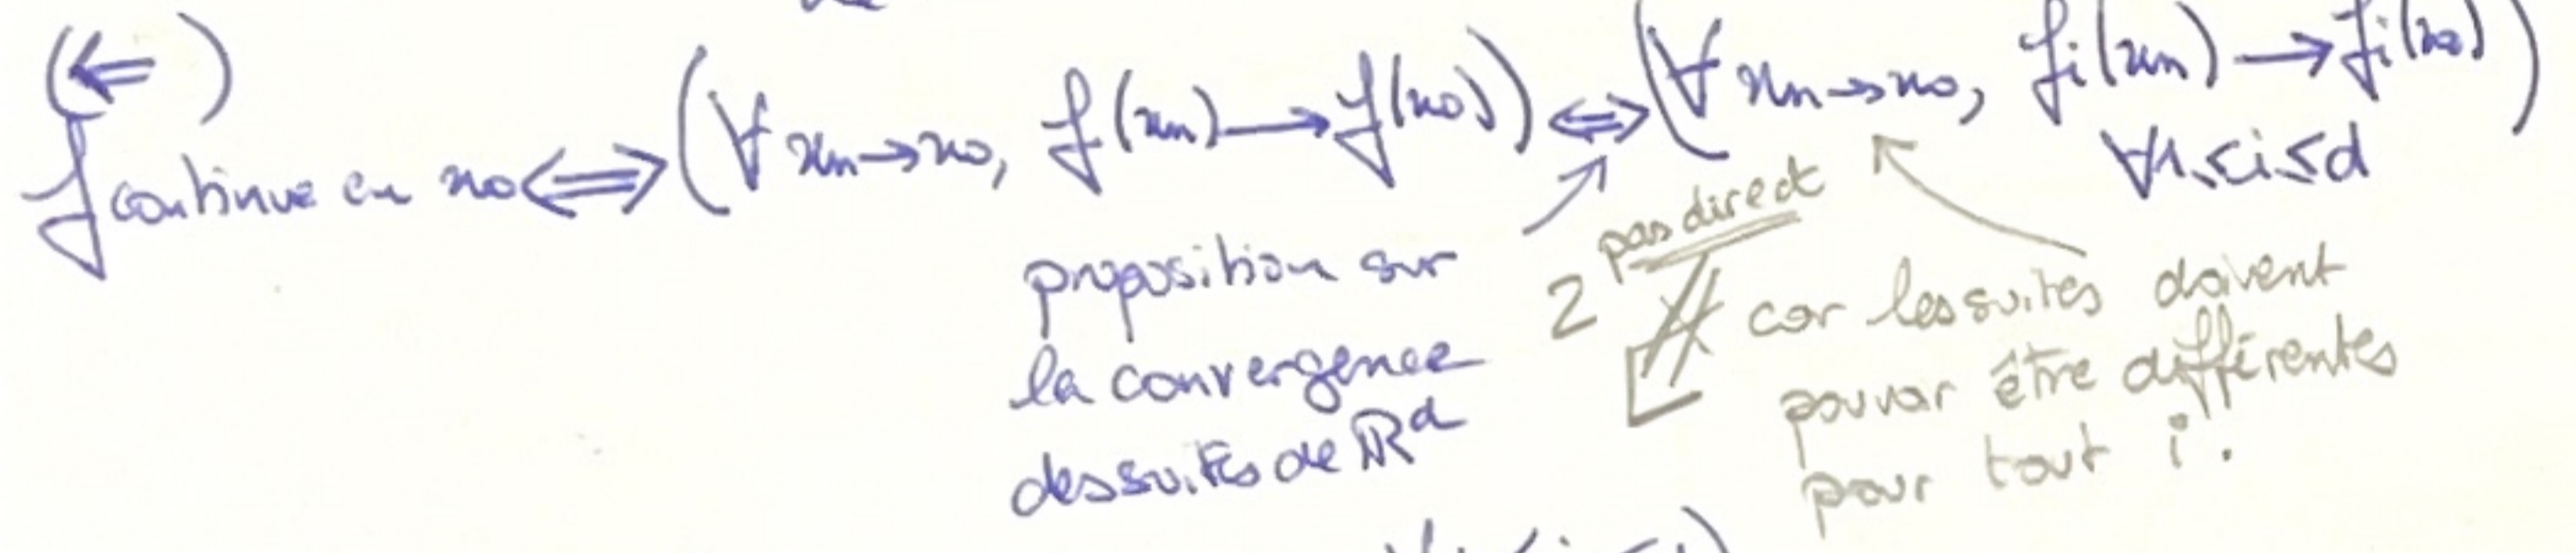 (⇐)
f continue en x₀ ⇔ (∀ xₙ→x₀, f(xₙ) → f(x₀)) ⇔ (∀ xₙ→x₀, fᵢ(xₙ) → fᵢ(x₀))
∀ 1≤i≤d
pas direct
proposition sur
la convergence
des suites de ℝᵈ
2
car les suites doivent
pouvoir être différentes
pour tout i.